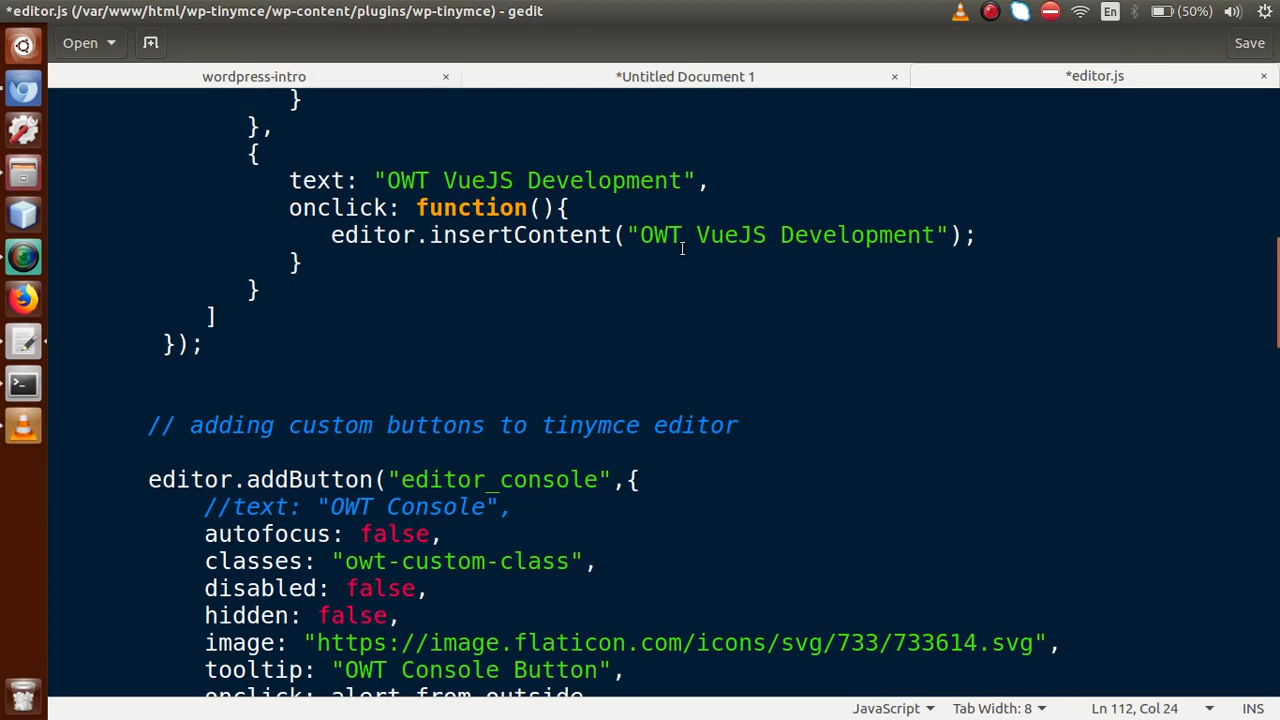 *editor.js (/var/www/html/wp-tinymce/wp-content/plugins/wp-tinymce) - gedit
En
(50%)
Open
Save
wordpress-intro × *Untitled Document 1 × *editor.js ×
}
},
{
text: "OWT VueJS Development",
onclick: function(){
editor.insertContent("OWT VueJS Development");
}
}
]
});
// adding custom buttons to tinymce editor
editor.addButton("editor_console",{
//text: "OWT Console",
autofocus: false,
classes: "owt-custom-class",
disabled: false,
hidden: false,
image: "https://image.flaticon.com/icons/svg/733/733614.svg",
tooltip: "OWT Console Button",
onclick: alert_from_outside
JavaScript Tab Width: 8 Ln 112, Col 24 INS